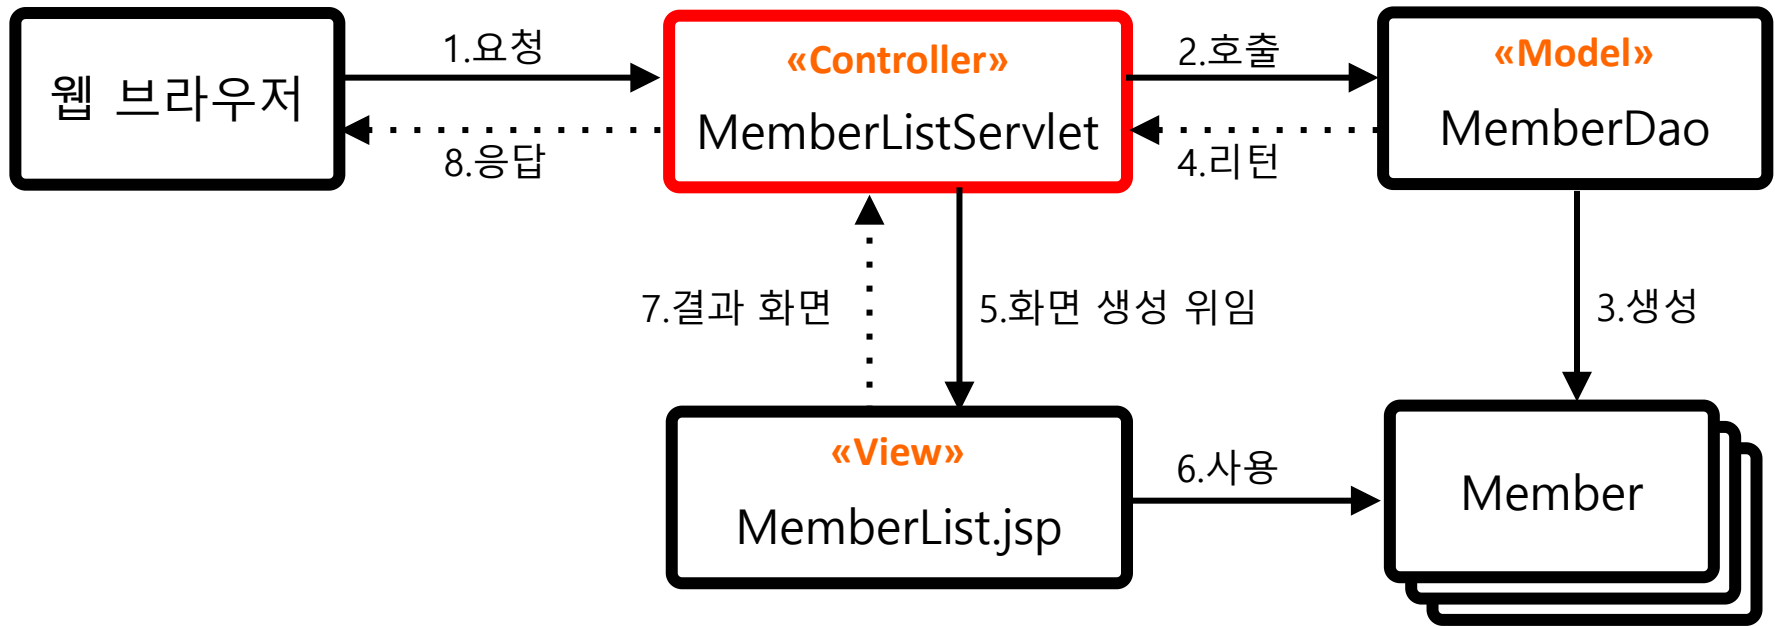 웹 브라우저
1.요청
8.응답
«Controller»
MemberListServlet
2.호출
4.리턴
«Model»
MemberDao
7.결과 화면
5.화면 생성 위임
3.생성
«View»
MemberList.jsp
6.사용
Member